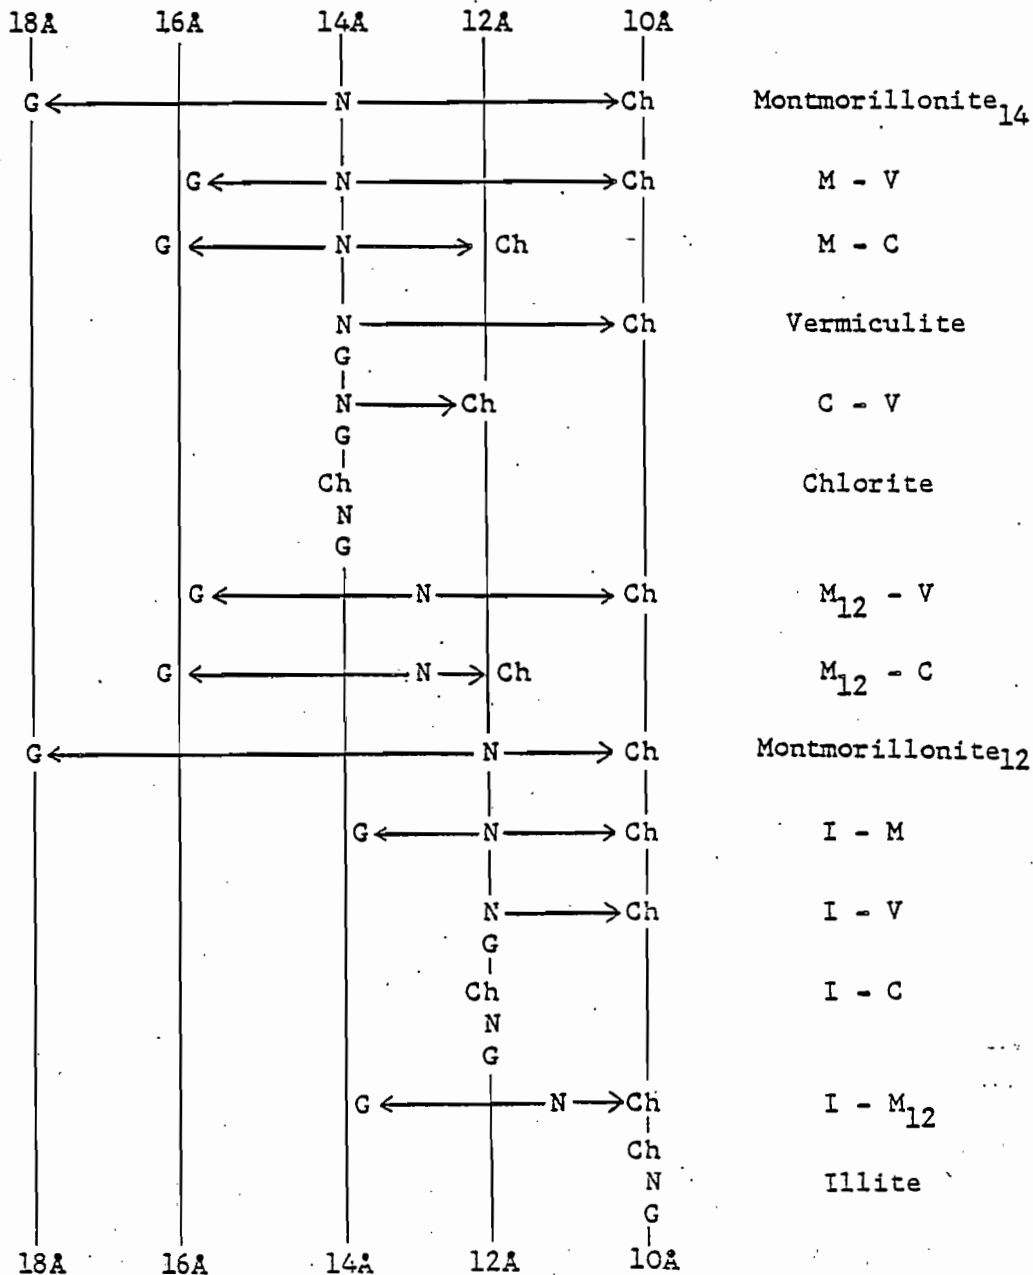 18Å 16Å 14Å 12Å 10Å
G N Ch Montmorillonite14
G N Ch M - V
G N Ch M - C
N Ch Vermiculite
G
N Ch C - V
G
Ch Chlorite
N
G
G N Ch M12 - V
G N Ch M12 - C
G N Ch Montmorillonite12
G N Ch I - M
N Ch I - V
G
Ch I - C
N
G
G N Ch I - M12
Ch
N Illite
G
18Å 16Å 14Å 12Å 10Å